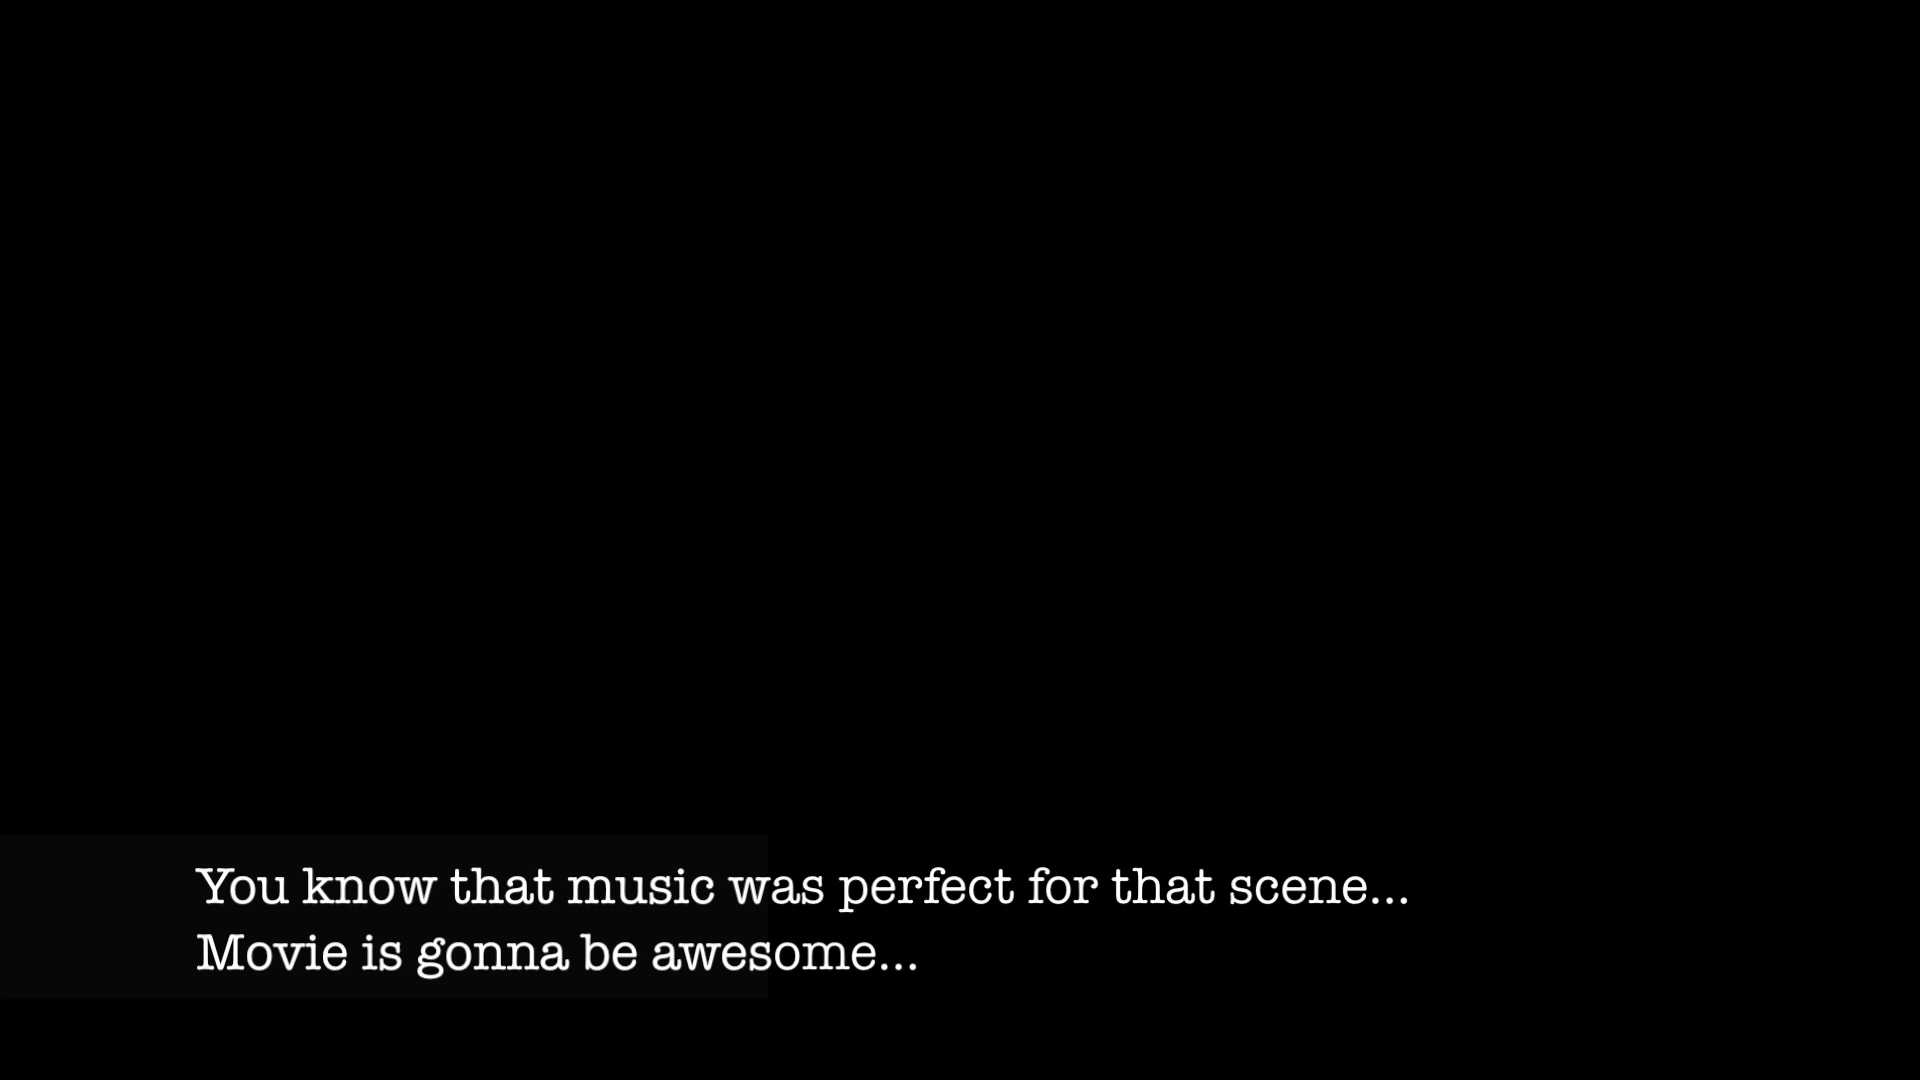 You know that music was perfect for that scene...
Movie is gonna be awesome...